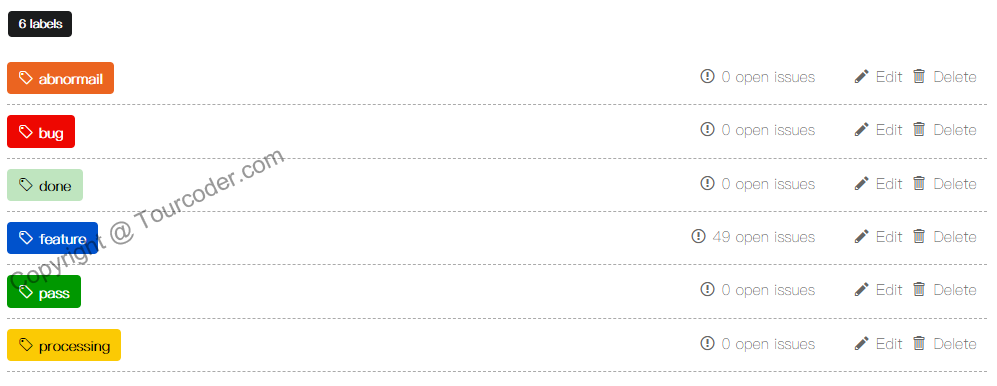 6 labels
abnormail 0 open issues Edit Delete
bug 0 open issues Edit Delete
done 0 open issues Edit Delete
feature 49 open issues Edit Delete
pass 0 open issues Edit Delete
processing 0 open issues Edit Delete
Copyright @ Tourcoder.com